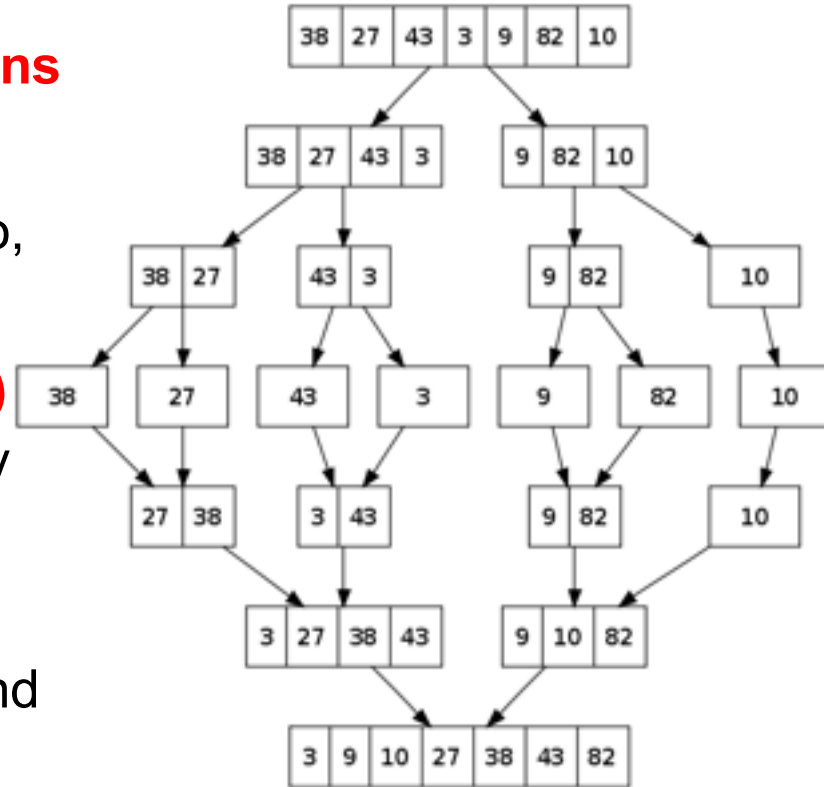 38 27 43 3 9 82 10
ns
38 27 43 3 9 82 10
o,
38 27 43 3 9 82 10
)
38 27 43 3 9 82 10
y
27 38 3 43 9 82 10
3 27 38 43 9 10 82
nd
3 9 10 27 38 43 82